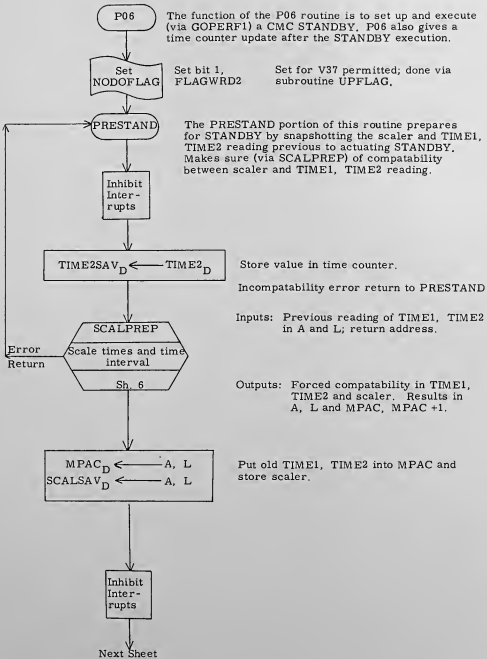 P06
The function of the P06 routine is to set up and execute
(via GOPERF1) a CMC STANDBY. P06 also gives a
time counter update after the STANDBY execution.
Set
NODOFLAG
Set bit 1,
FLAGWRD2
Set for V37 permitted; done via
subroutine UPFLAG.
PRESTAND
The PRESTAND portion of this routine prepares
for STANDBY by snapshotting the scaler and TIME1,
TIME2 reading previous to actuating STANDBY.
Makes sure (via SCALPREP) of compatability
between scaler and TIME1, TIME2 reading.
Inhibit
Inter-
rupts
TIME2SAVD ← TIME2D
Store value in time counter.
Incompatability error return to PRESTAND
Inputs: Previous reading of TIME1, TIME2
in A and L; return address.
SCALPREP
Error
Return
Scale times and time
interval
Sh. 6
Outputs: Forced compatability in TIME1,
TIME2 and scaler. Results in
A, L and MPAC, MPAC +1.
MPACD ← A, L
SCALSAVD ← A, L
Put old TIME1, TIME2 into MPAC and
store scaler.
Inhibit
Inter-
rupts
Next Sheet